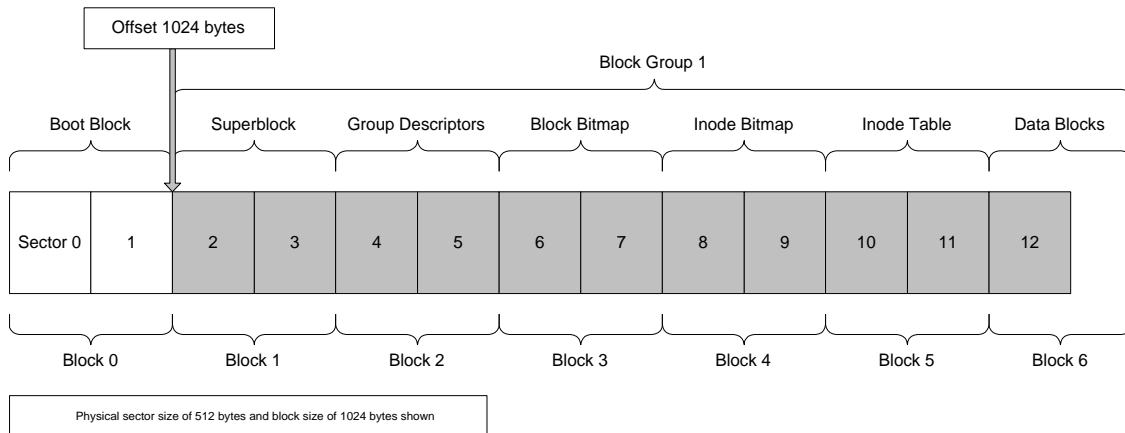 Offset 1024 bytes
Block Group 1
Boot Block Superblock Group Descriptors Block Bitmap Inode Bitmap Inode Table Data Blocks
Sector 0 1 2 3 4 5 6 7 8 9 10 11 12
Block 0 Block 1 Block 2 Block 3 Block 4 Block 5 Block 6
Physical sector size of 512 bytes and block size of 1024 bytes shown